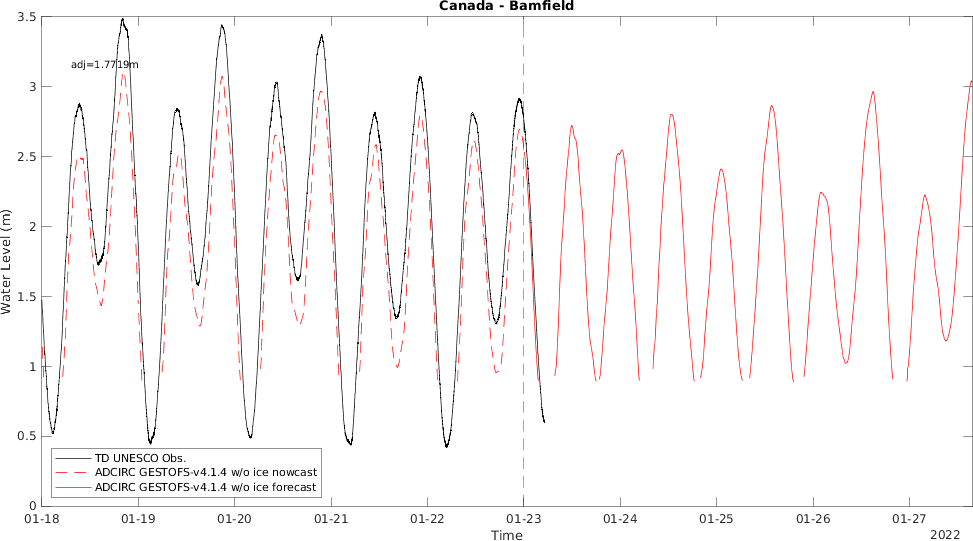 Canada - Bamfield
3.5
adj=1.7719m
3
2.5
2
1.5
1
0.5
0
Water Level (m)
TD UNESCO Obs.
ADCIRC GESTOFS-v4.1.4 w/o ice nowcast
ADCIRC GESTOFS-v4.1.4 w/o ice forecast
01-18 01-19 01-20 01-21 01-22 01-23 01-24 01-25 01-26 01-27
Time
2022